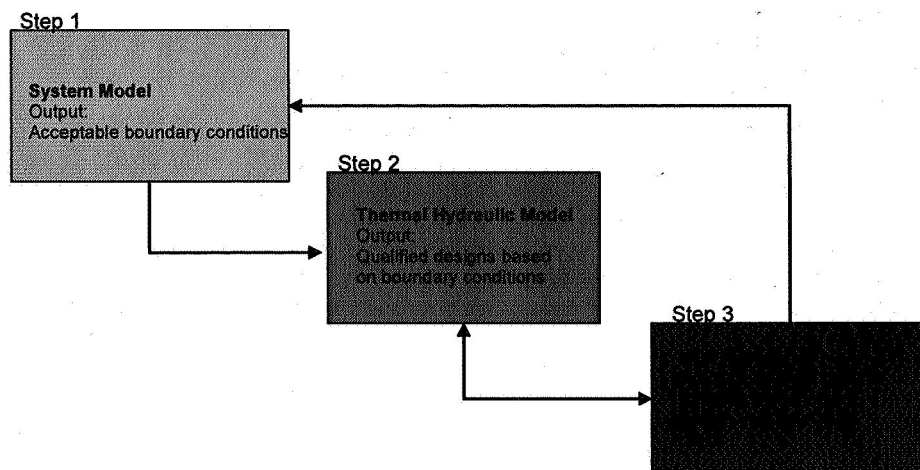 Step 1
System Model
Output:
Acceptable boundary conditions
Step 2
Thermal Hydraulic Model
Output:
Qualified designs based
on boundary conditions
Step 3